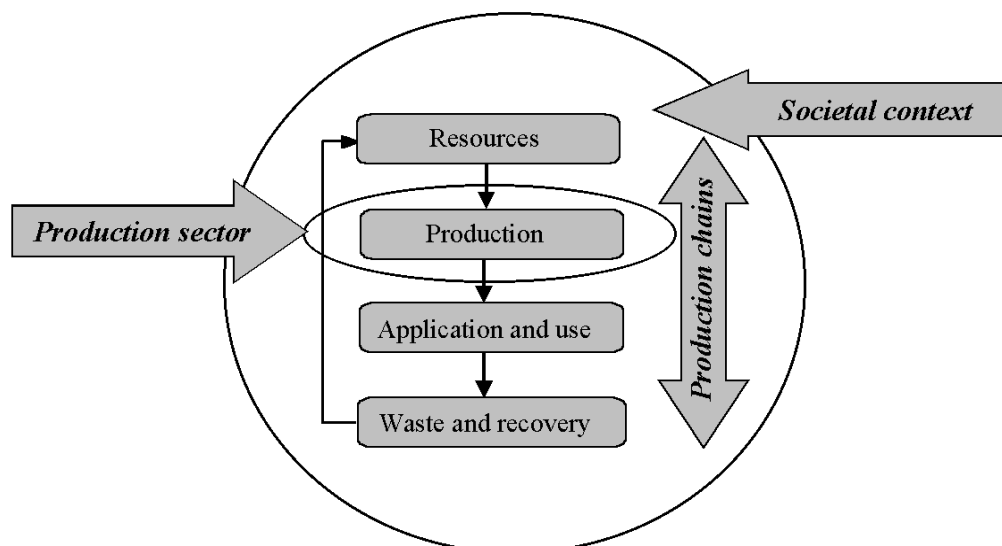 Societal context
Resources
Production sector
Production
Production chains
Application and use
Waste and recovery